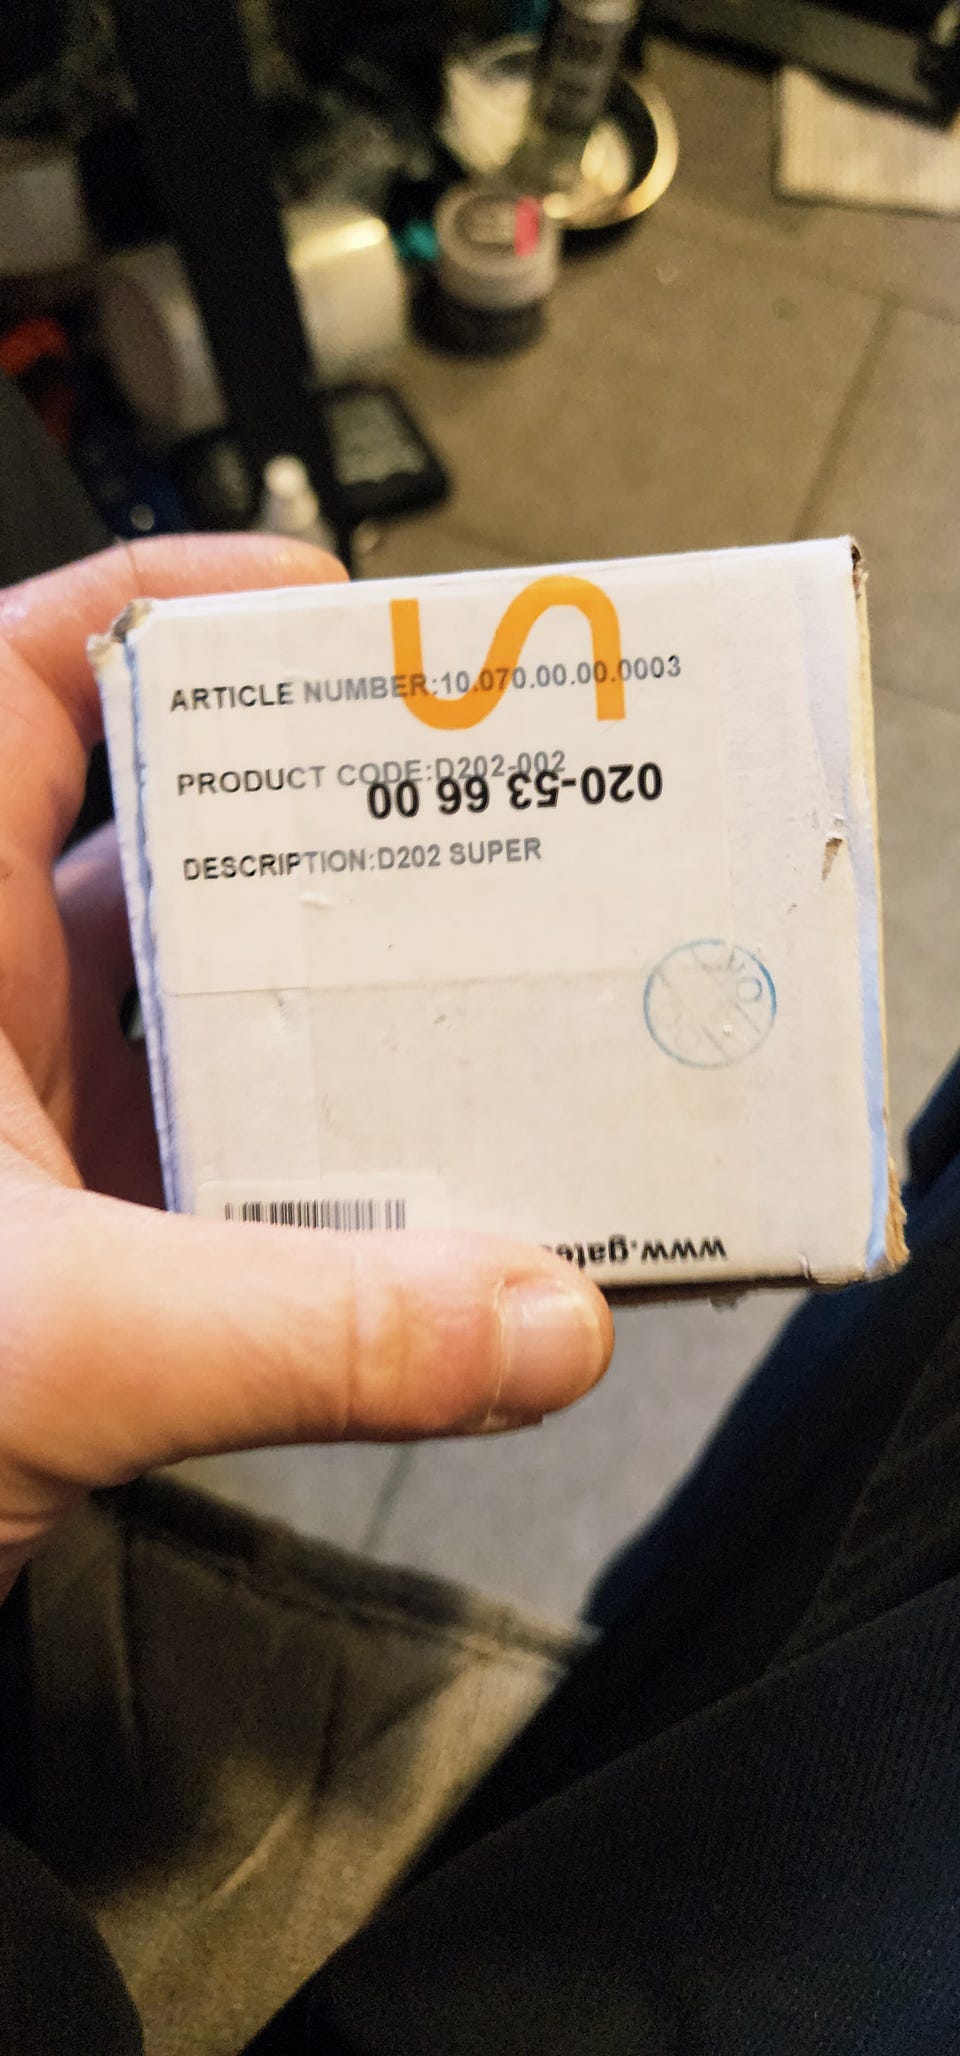 ARTICLE NUMBER:10.070.00.00.0003
PRODUCT CODE:D202-002
020-53 66 00
DESCRIPTION:D202 SUPER